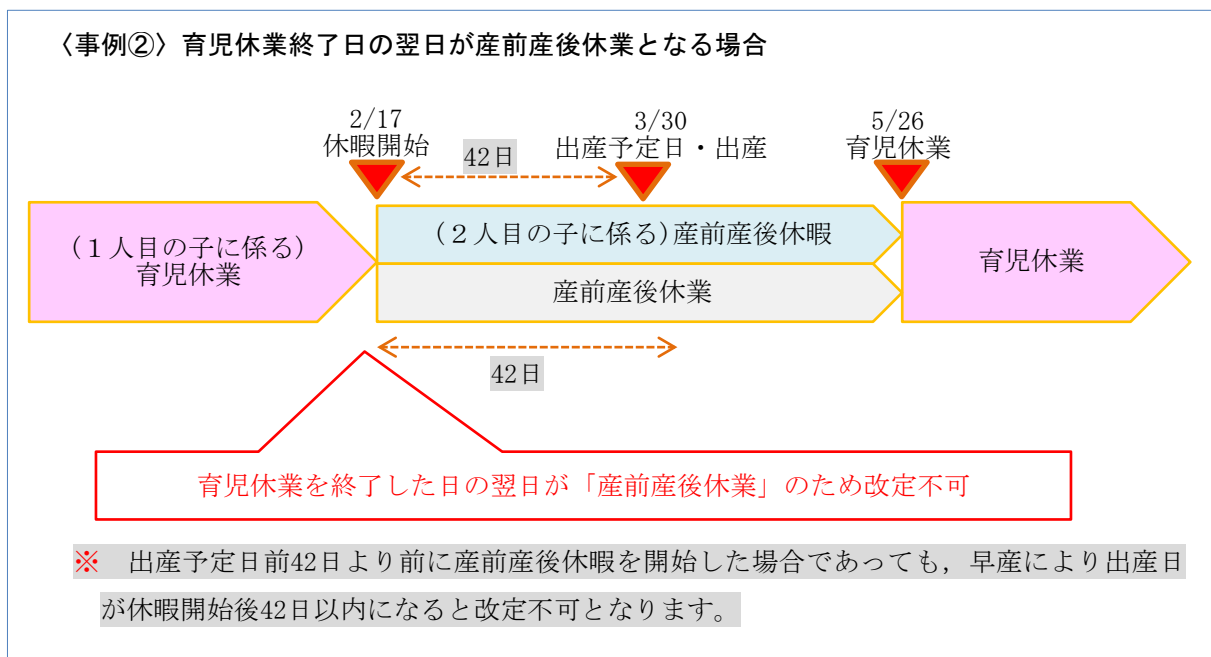 〈事例②〉育児休業終了日の翌日が産前産後休業となる場合
2/17
休暇開始
42日
3/30
出産予定日・出産
5/26
育児休業
(1人目の子に係る)
育児休業
(2人目の子に係る)産前産後休暇
産前産後休業
育児休業
42日
育児休業を終了した日の翌日が「産前産後休業」のため改定不可
※ 出産予定日前42日より前に産前産後休暇を開始した場合であっても，早産により出産日
が休暇開始後42日以内になると改定不可となります。